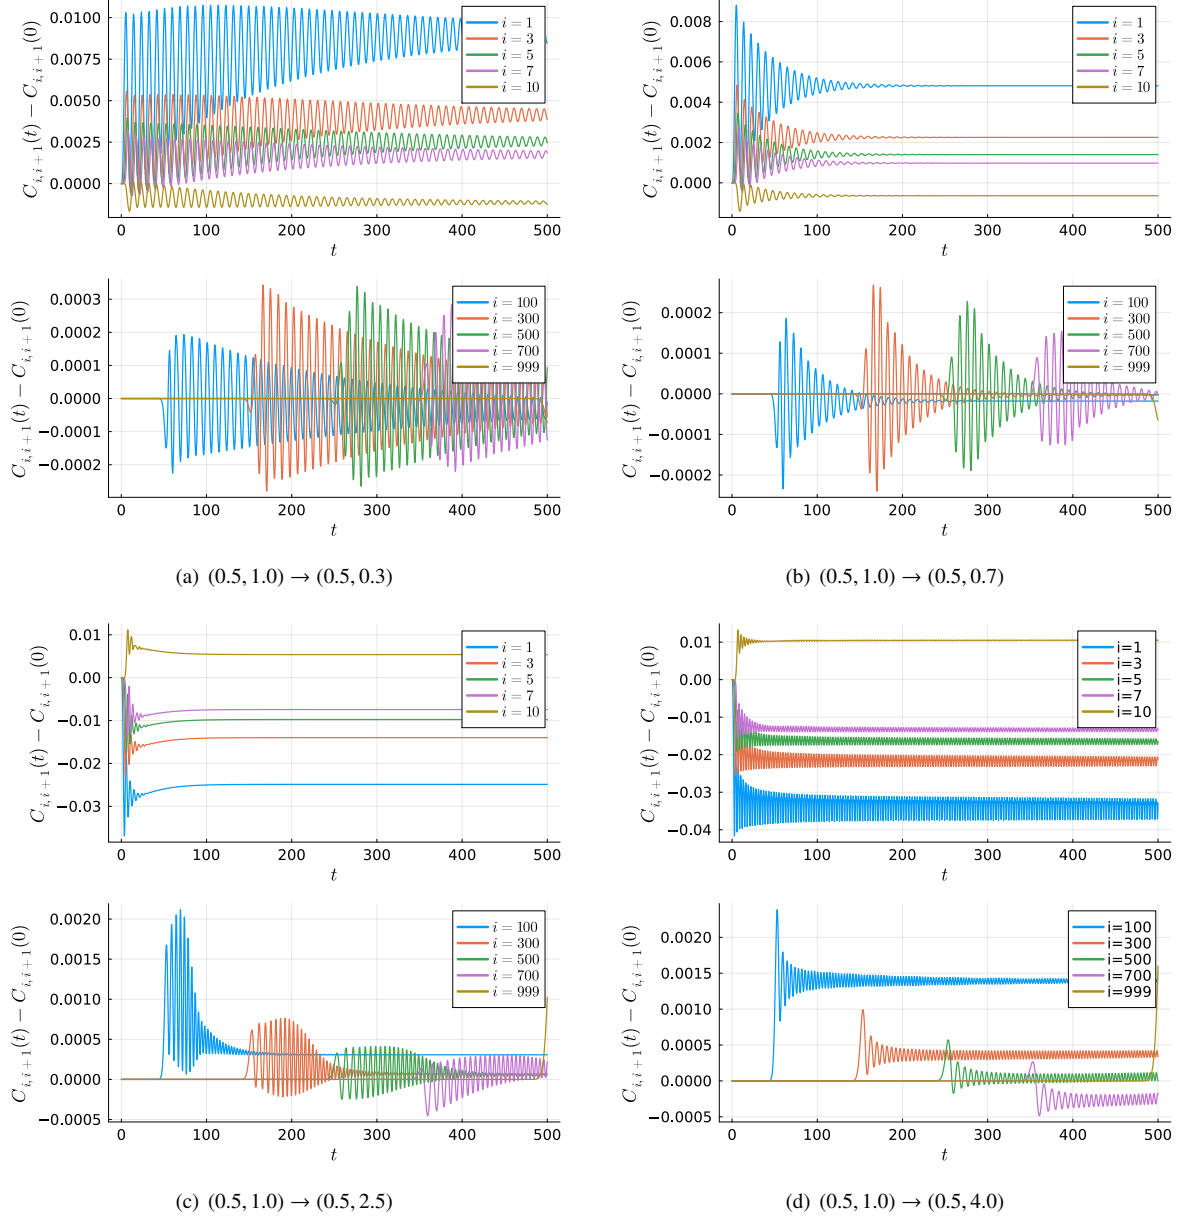 0.0100
0.0075
0.0050
0.0025
0.0000
C_{i,i+1}(t) − C_{i,i+1}(0)
i = 1
i = 3
i = 5
i = 7
i = 10
0 100 200 300 400 500
t
0.008
0.006
0.004
0.002
0.000
C_{i,i+1}(t) − C_{i,i+1}(0)
i = 1
i = 3
i = 5
i = 7
i = 10
0 100 200 300 400 500
t
0.0003
0.0002
0.0001
0.0000
−0.0001
−0.0002
C_{i,i+1}(t) − C_{i,i+1}(0)
i = 100
i = 300
i = 500
i = 700
i = 999
0 100 200 300 400 500
t
0.0002
0.0001
0.0000
−0.0001
−0.0002
C_{i,i+1}(t) − C_{i,i+1}(0)
i = 100
i = 300
i = 500
i = 700
i = 999
0 100 200 300 400 500
t
(a) (0.5, 1.0) → (0.5, 0.3)
(b) (0.5, 1.0) → (0.5, 0.7)
0.01
0.00
−0.01
−0.02
−0.03
C_{i,i+1}(t) − C_{i,i+1}(0)
i = 1
i = 3
i = 5
i = 7
i = 10
0 100 200 300 400 500
t
0.01
0.00
−0.01
−0.02
−0.03
−0.04
C_{i,i+1}(t) − C_{i,i+1}(0)
i=1
i=3
i=5
i=7
i=10
0 100 200 300 400 500
t
0.0020
0.0015
0.0010
0.0005
0.0000
−0.0005
C_{i,i+1}(t) − C_{i,i+1}(0)
i = 100
i = 300
i = 500
i = 700
i = 999
0 100 200 300 400 500
t
0.0020
0.0015
0.0010
0.0005
0.0000
−0.0005
C_{i,i+1}(t) − C_{i,i+1}(0)
i=100
i=300
i=500
i=700
i=999
0 100 200 300 400 500
t
(c) (0.5, 1.0) → (0.5, 2.5)
(d) (0.5, 1.0) → (0.5, 4.0)